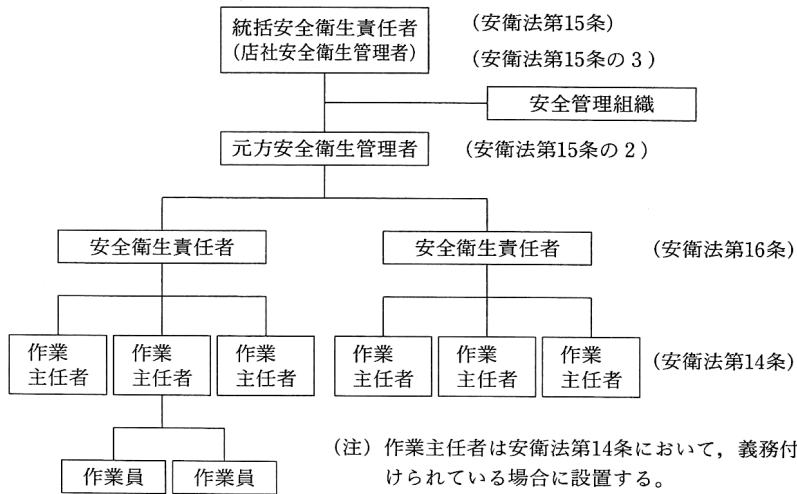 統括安全衛生責任者
(店社安全衛生管理者)
(安衛法第15条)
(安衛法第15条の3)
安全管理組織
元方安全衛生管理者
(安衛法第15条の2)
安全衛生責任者
安全衛生責任者
(安衛法第16条)
作業
主任者
作業
主任者
作業
主任者
作業
主任者
作業
主任者
作業
主任者
(安衛法第14条)
作業員
作業員
(注) 作業主任者は安衛法第14条において,義務付
けられている場合に設置する。